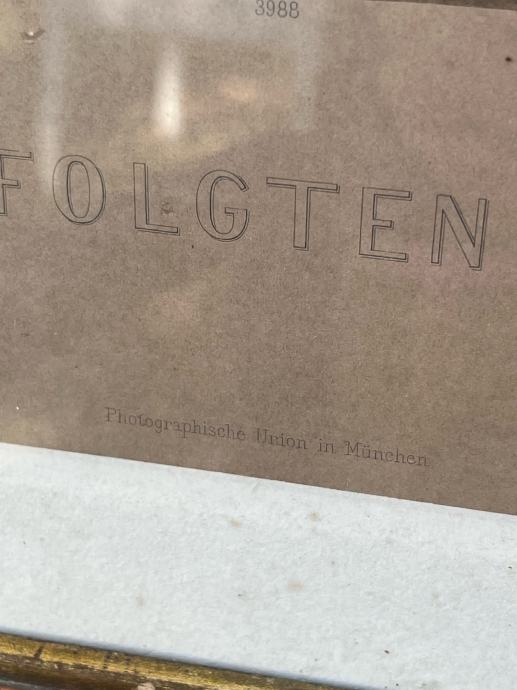 3988
FOLGTEN
Photographische Union in München